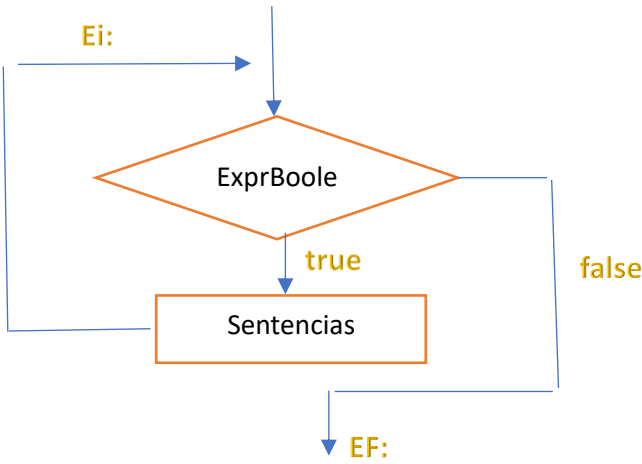 Ei:
ExprBoole
true
false
Sentencias
EF: